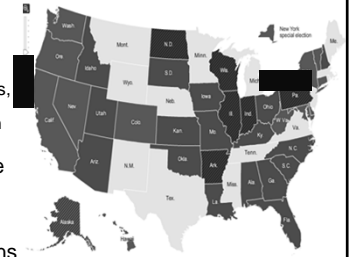 New York
special election
Wash.
Mont.
N.D.
Minn.
Me.
Ore.
Idaho
S.D.
Wis.
Mich
Wyo.
Iowa
Neb.
Pa.
Nev.
Utah
Ill.
Ind.
Ohio
Calif.
Colo.
Kan.
Mo.
Ky.
W.Va.
Va.
Ariz.
N.M.
Okla.
Ark.
Tenn.
N.C.
S.C.
Miss.
Ala.
Ga.
Tex.
La.
Fla.
Alaska
Hawaii
s,
e
ns